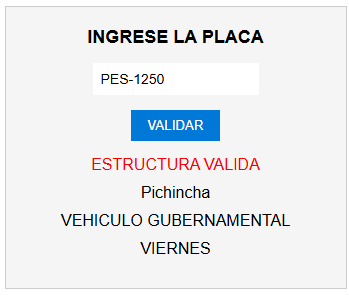 INGRESE LA PLACA
PES-1250
VALIDAR
ESTRUCTURA VALIDA
Pichincha
VEHICULO GUBERNAMENTAL
VIERNES